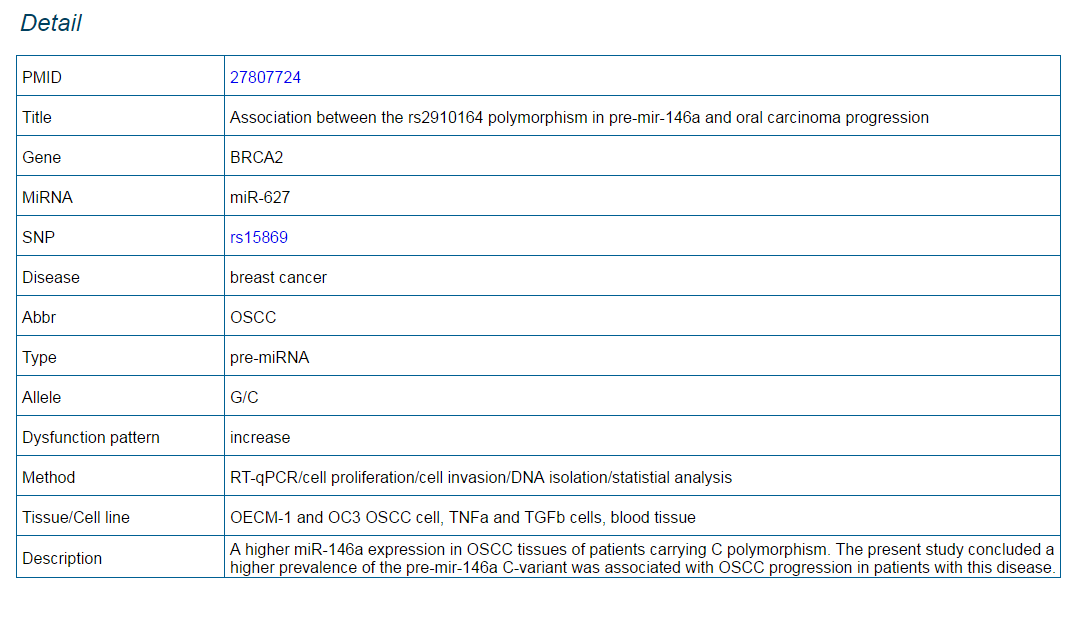 Detail
PMID 27807724
Title Association between the rs2910164 polymorphism in pre-mir-146a and oral carcinoma progression
Gene BRCA2
MiRNA miR-627
SNP rs15869
Disease breast cancer
Abbr OSCC
Type pre-miRNA
Allele G/C
Dysfunction pattern increase
Method RT-qPCR/cell proliferation/cell invasion/DNA isolation/statistial analysis
Tissue/Cell line OECM-1 and OC3 OSCC cell, TNFa and TGFb cells, blood tissue
Description A higher miR-146a expression in OSCC tissues of patients carrying C polymorphism. The present study concluded a
higher prevalence of the pre-mir-146a C-variant was associated with OSCC progression in patients with this disease.